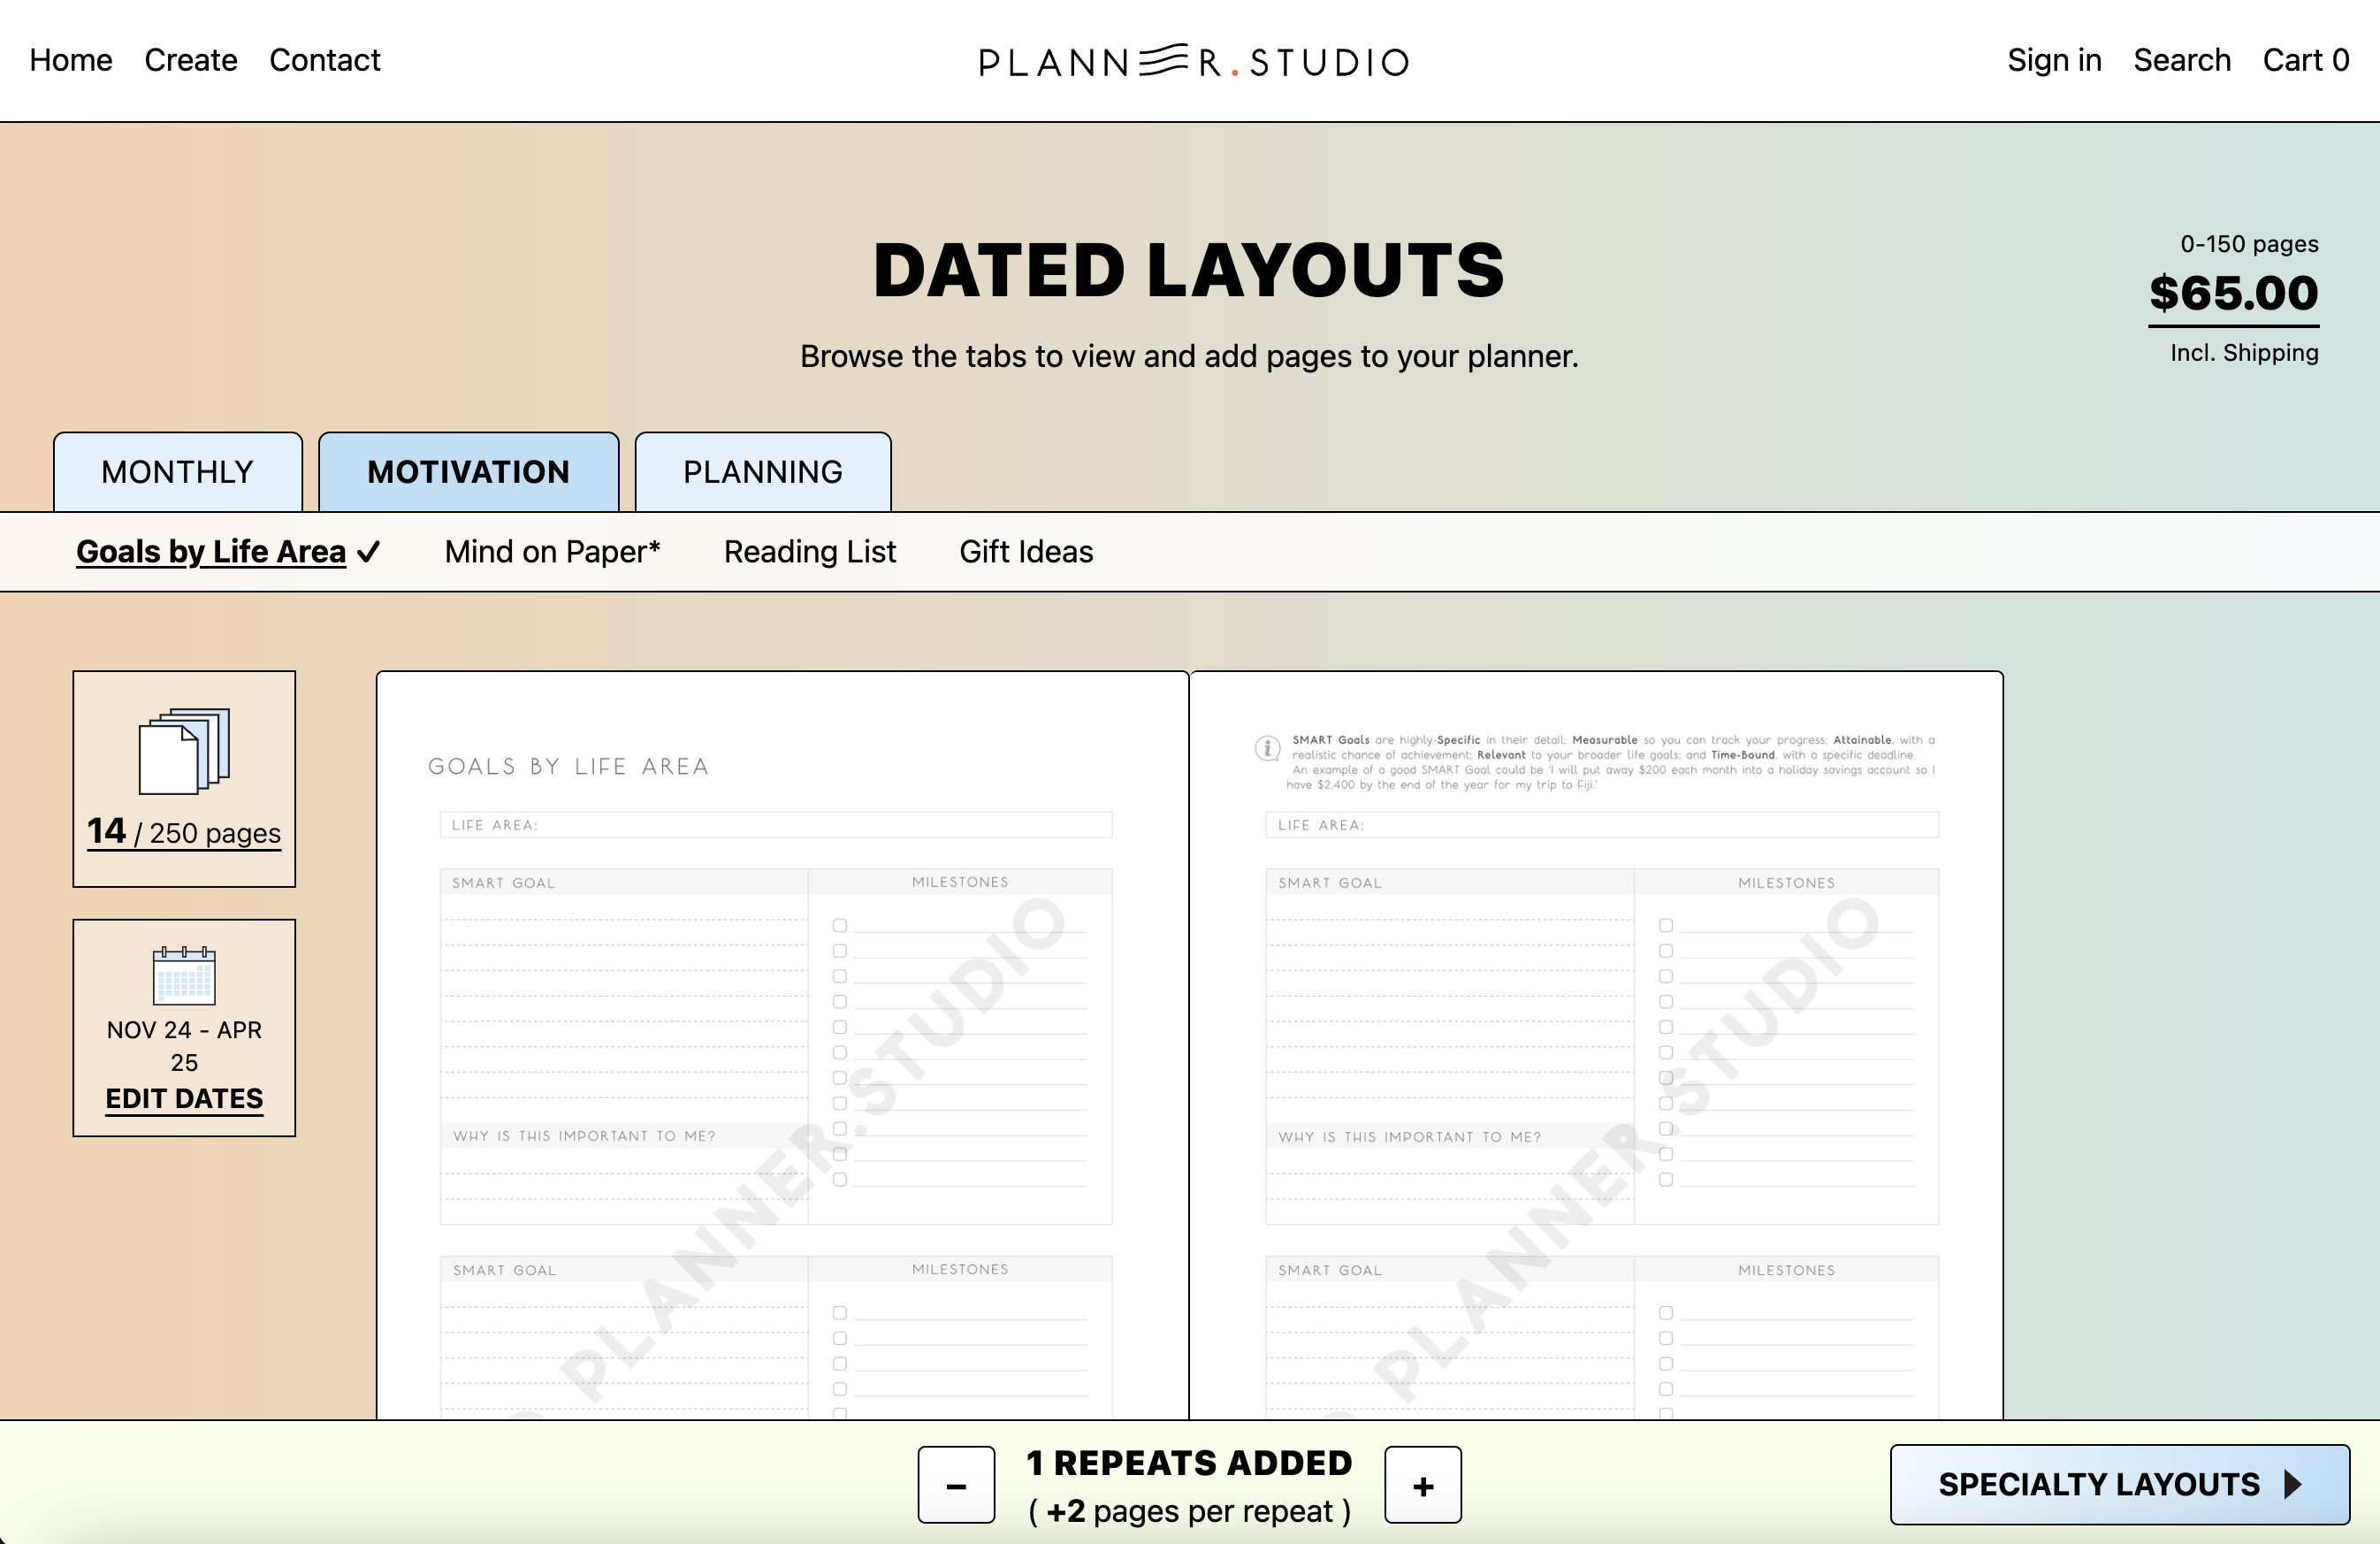 Home Create Contact
PLANNER.STUDIO
Sign in Search Cart 0
DATED LAYOUTS
Browse the tabs to view and add pages to your planner.
0-150 pages
$65.00
Incl. Shipping
MONTHLY MOTIVATION PLANNING
Goals by Life Area ✓ Mind on Paper* Reading List Gift Ideas
14 / 250 pages
NOV 24 - APR
25
EDIT DATES
GOALS BY LIFE AREA
LIFE AREA:
SMART GOAL MILESTONES
WHY IS THIS IMPORTANT TO ME?
SMART GOAL MILESTONES
PLANNER.STUDIO
SMART Goals are highly-Specific in their detail; Measurable so you can track your progress; Attainable, with a
realistic chance of achievement; Relevant to your broader life goals; and Time-Bound, with a specific deadline.
An example of a good SMART Goal could be 'I will put away $200 each month into a holiday savings account so I
have $2,400 by the end of the year for my trip to Fiji.'
LIFE AREA:
SMART GOAL MILESTONES
WHY IS THIS IMPORTANT TO ME?
SMART GOAL MILESTONES
PLANNER.STUDIO
− 1 REPEATS ADDED +
( +2 pages per repeat )
SPECIALTY LAYOUTS